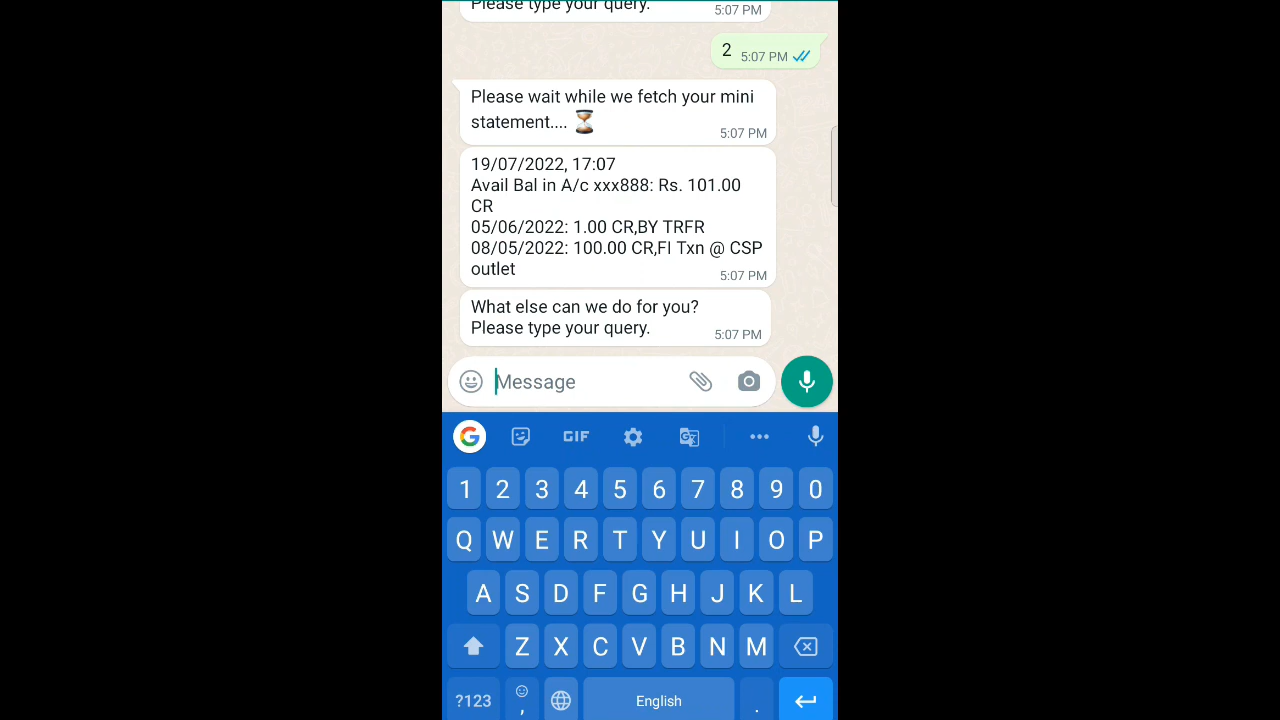 Please type your query.
5:07 PM
2 5:07 PM
Please wait while we fetch your mini
statement....
5:07 PM
19/07/2022, 17:07
Avail Bal in A/c xxx888: Rs. 101.00
CR
05/06/2022: 1.00 CR,BY TRFR
08/05/2022: 100.00 CR,FI Txn @ CSP
outlet
5:07 PM
What else can we do for you?
Please type your query.
5:07 PM
Message
G GIF G
1 2 3 4 5 6 7 8 9 0
Q W E R T Y U I O P
A S D F G H J K L
Z X C V B N M
?123 , English .